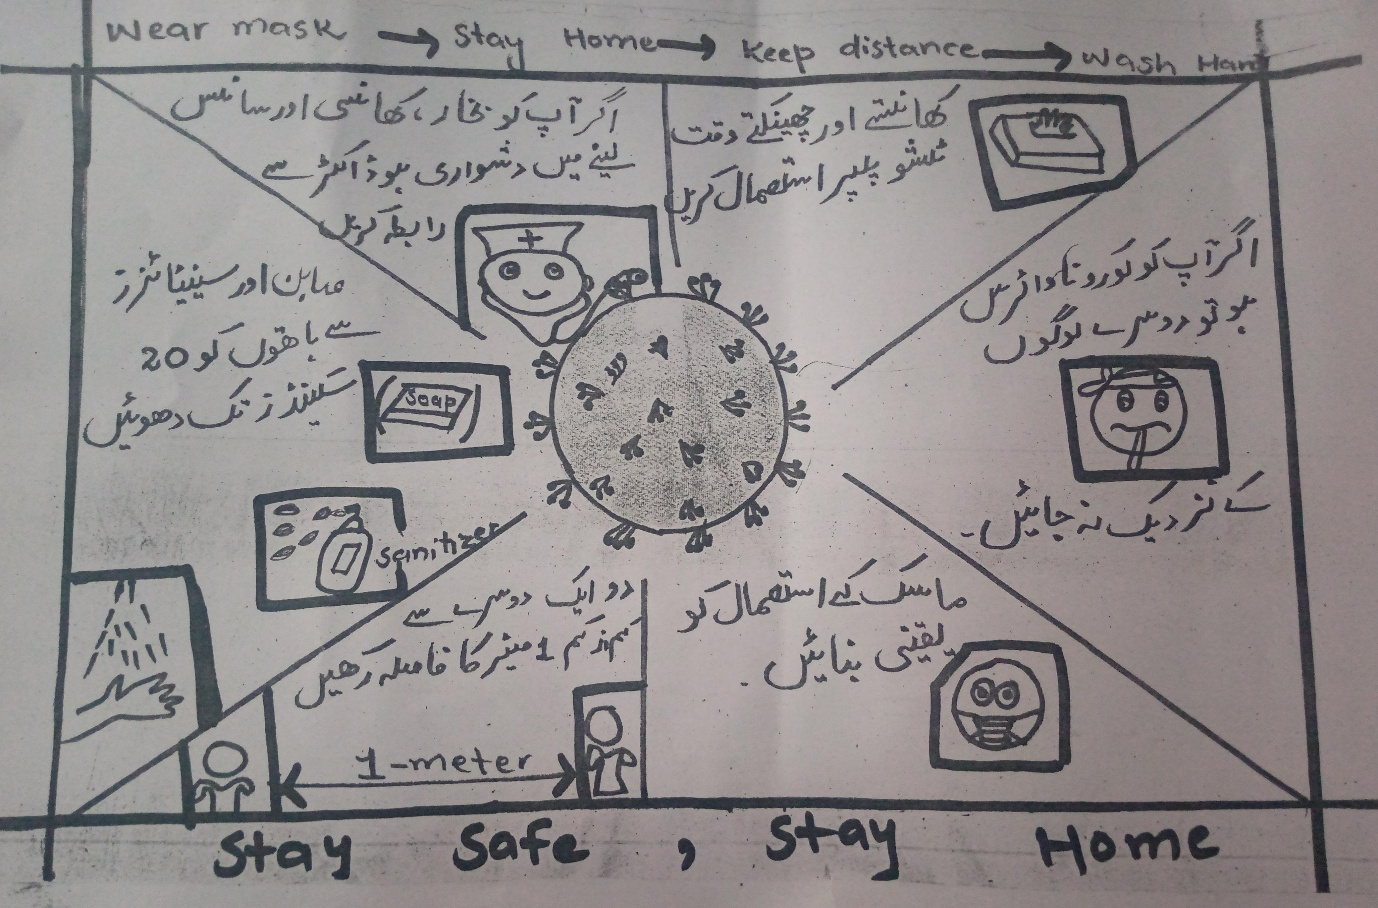 Wear mask → Stay Home → Keep distance → Wash Han
اگر آپ کو بخار، کھانسی اور سانس
لینے میں دشواری ہو ڈاکٹر سے
رابطہ کریں
کھانستے اور چھینکتے وقت
ٹشو پیپر استعمال کریں
صابن اور سینیٹائزرز
سے ہاتھوں کو 20
سیکنڈز تک دھوئیں
Soap
sanitizer
اگر آپ کو کورونا وائرس
ہو تو دوسرے لوگوں
کے نزدیک نہ جائیں۔
دو ایک دوسرے سے
کم از کم 1 میٹر کا فاصلہ رکھیں
1-meter
ماسک کے استعمال کو
یقینی بنائیں۔
Stay Safe, Stay Home